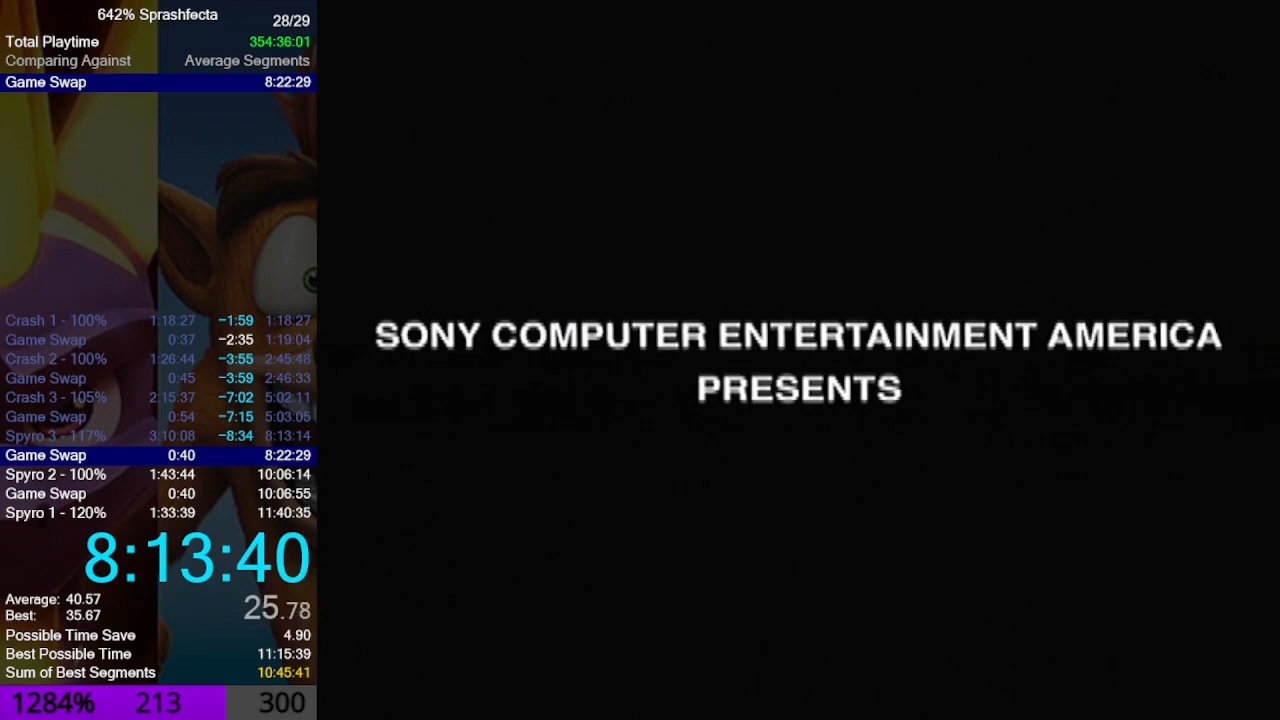 642% Sprashfecta
28/29
Total Playtime 354:36:01
Comparing Against Average Segments
Game Swap 8:22:29
Crash 1 - 100% 1:18:27 −1:59 1:18:27
Game Swap 0:37 −2:35 1:19:04
Crash 2 - 100% 1:26:44 −3:55 2:45:48
Game Swap 0:45 −3:59 2:46:33
Crash 3 - 105% 2:15:37 −7:02 5:02:11
Game Swap 0:54 −7:15 5:03:05
Spyro 3 - 117% 3:10:08 −8:34 8:13:14
Game Swap 0:40 8:22:29
Spyro 2 - 100% 1:43:44 10:06:14
Game Swap 0:40 10:06:55
Spyro 1 - 120% 1:33:39 11:40:35
8:13:40
Average: 40.57
Best: 35.67
25.78
Possible Time Save 4.90
Best Possible Time 11:15:39
Sum of Best Segments 10:45:41
1284% 213 300
SONY COMPUTER ENTERTAINMENT AMERICA
PRESENTS